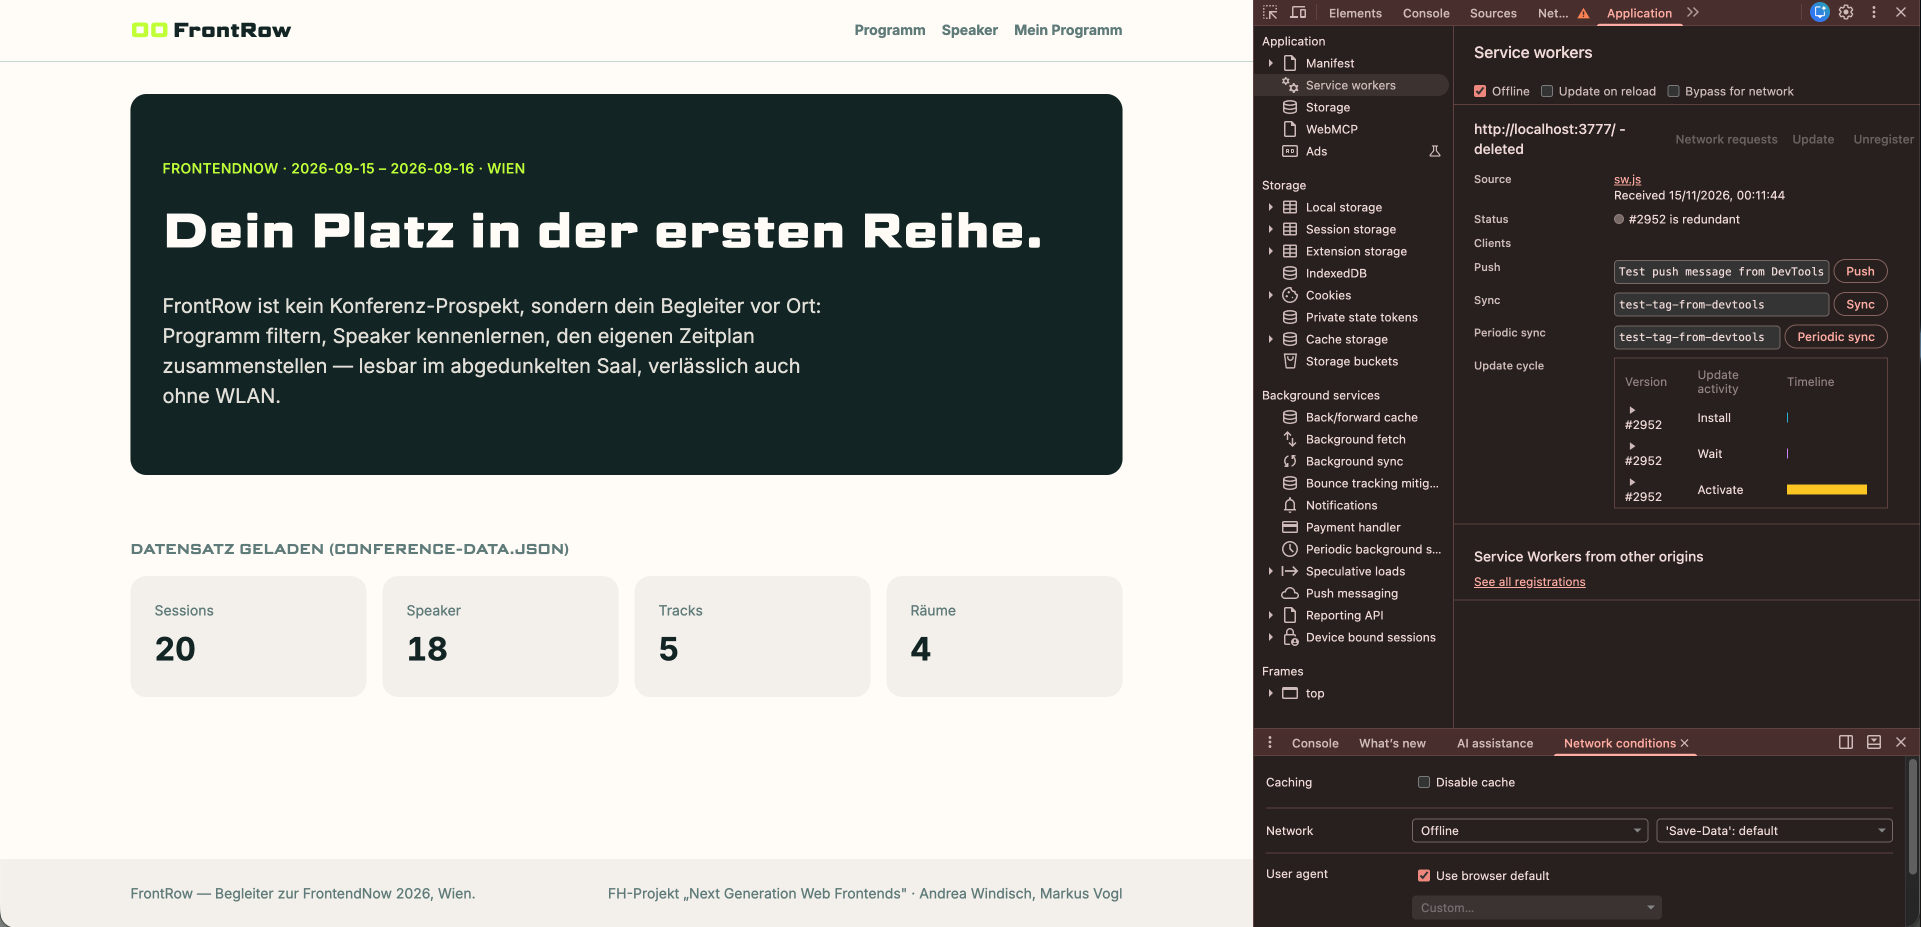 FrontRow
Programm Speaker Mein Programm
FRONTENDNOW · 2026-09-15 – 2026-09-16 · WIEN
Dein Platz in der ersten Reihe.
FrontRow ist kein Konferenz-Prospekt, sondern dein Begleiter vor Ort:
Programm filtern, Speaker kennenlernen, den eigenen Zeitplan
zusammenstellen — lesbar im abgedunkelten Saal, verlässlich auch
ohne WLAN.
DATENSATZ GELADEN (CONFERENCE-DATA.JSON)
Sessions
20
Speaker
18
Tracks
5
Räume
4
FrontRow — Begleiter zur FrontendNow 2026, Wien.
FH-Projekt „Next Generation Web Frontends" · Andrea Windisch, Markus Vogl
Elements Console Sources Net... Application
Application
Manifest
Service workers
Storage
WebMCP
Ads
Storage
Local storage
Session storage
Extension storage
IndexedDB
Cookies
Private state tokens
Cache storage
Storage buckets
Background services
Back/forward cache
Background fetch
Background sync
Bounce tracking mitig...
Notifications
Payment handler
Periodic background s...
Speculative loads
Push messaging
Reporting API
Device bound sessions
Frames
top
Service workers
Offline Update on reload Bypass for network
http://localhost:3777/ -
deleted
Network requests Update Unregister
Source sw.js
Received 15/11/2026, 00:11:44
Status #2952 is redundant
Clients
Push Test push message from DevTools Push
Sync test-tag-from-devtools Sync
Periodic sync test-tag-from-devtools Periodic sync
Update cycle
Version Update activity Timeline
#2952 Install
#2952 Wait
#2952 Activate
Service Workers from other origins
See all registrations
Console What's new AI assistance Network conditions
Caching Disable cache
Network Offline 'Save-Data': default
User agent Use browser default
Custom...